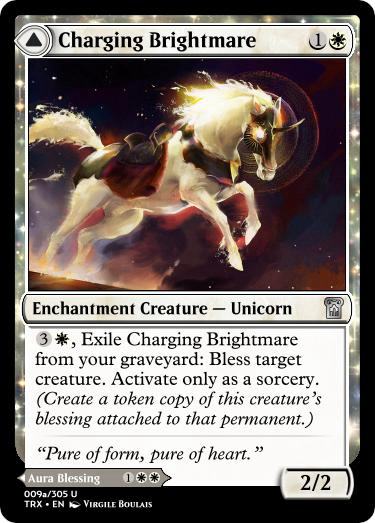 Charging Brightmare 1
Enchantment Creature — Unicorn
3, Exile Charging Brightmare
from your graveyard: Bless target
creature. Activate only as a sorcery.
(Create a token copy of this creature's
blessing attached to that permanent.)
“Pure of form, pure of heart.”
Aura Blessing 1
2/2
009a/305 U
TRX • EN Virgile Boulais